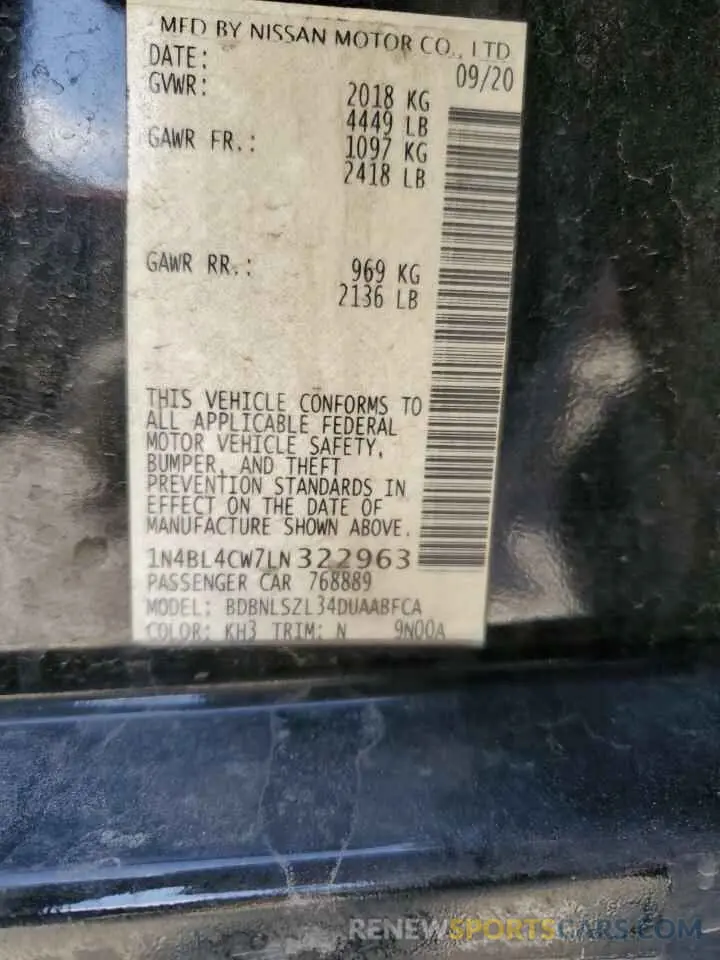 MFD BY NISSAN MOTOR CO., LTD
DATE: 09/20
GVWR: 2018 KG
4449 LB
GAWR FR.: 1097 KG
2418 LB
GAWR RR.: 969 KG
2136 LB
THIS VEHICLE CONFORMS TO
ALL APPLICABLE FEDERAL
MOTOR VEHICLE SAFETY,
BUMPER, AND THEFT
PREVENTION STANDARDS IN
EFFECT ON THE DATE OF
MANUFACTURE SHOWN ABOVE.
1N4BL4CW7LN322963
PASSENGER CAR 768889
MODEL: BDBNLSZL34DUAABFCA
COLOR: KH3 TRIM: N 9N00A
RENEWSPORTSCARS.COM